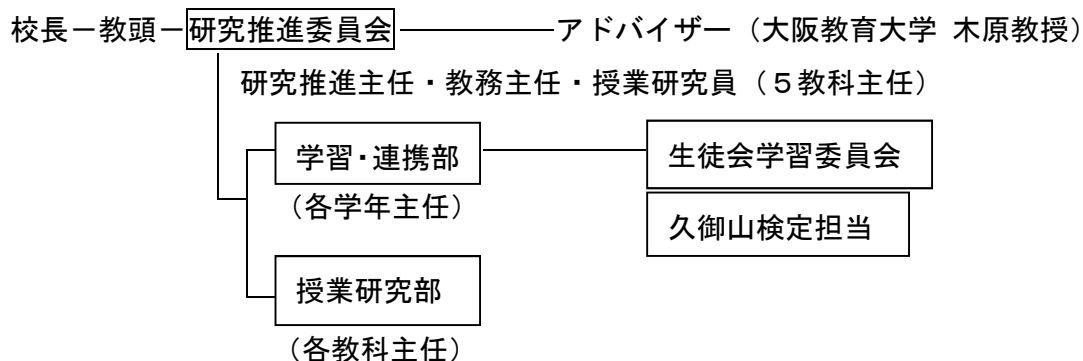 校長－教頭－研究推進委員会 アドバイザー（大阪教育大学 木原教授）
研究推進主任・教務主任・授業研究員（５教科主任）
学習・連携部 生徒会学習委員会
（各学年主任）
久御山検定担当
授業研究部
（各教科主任）